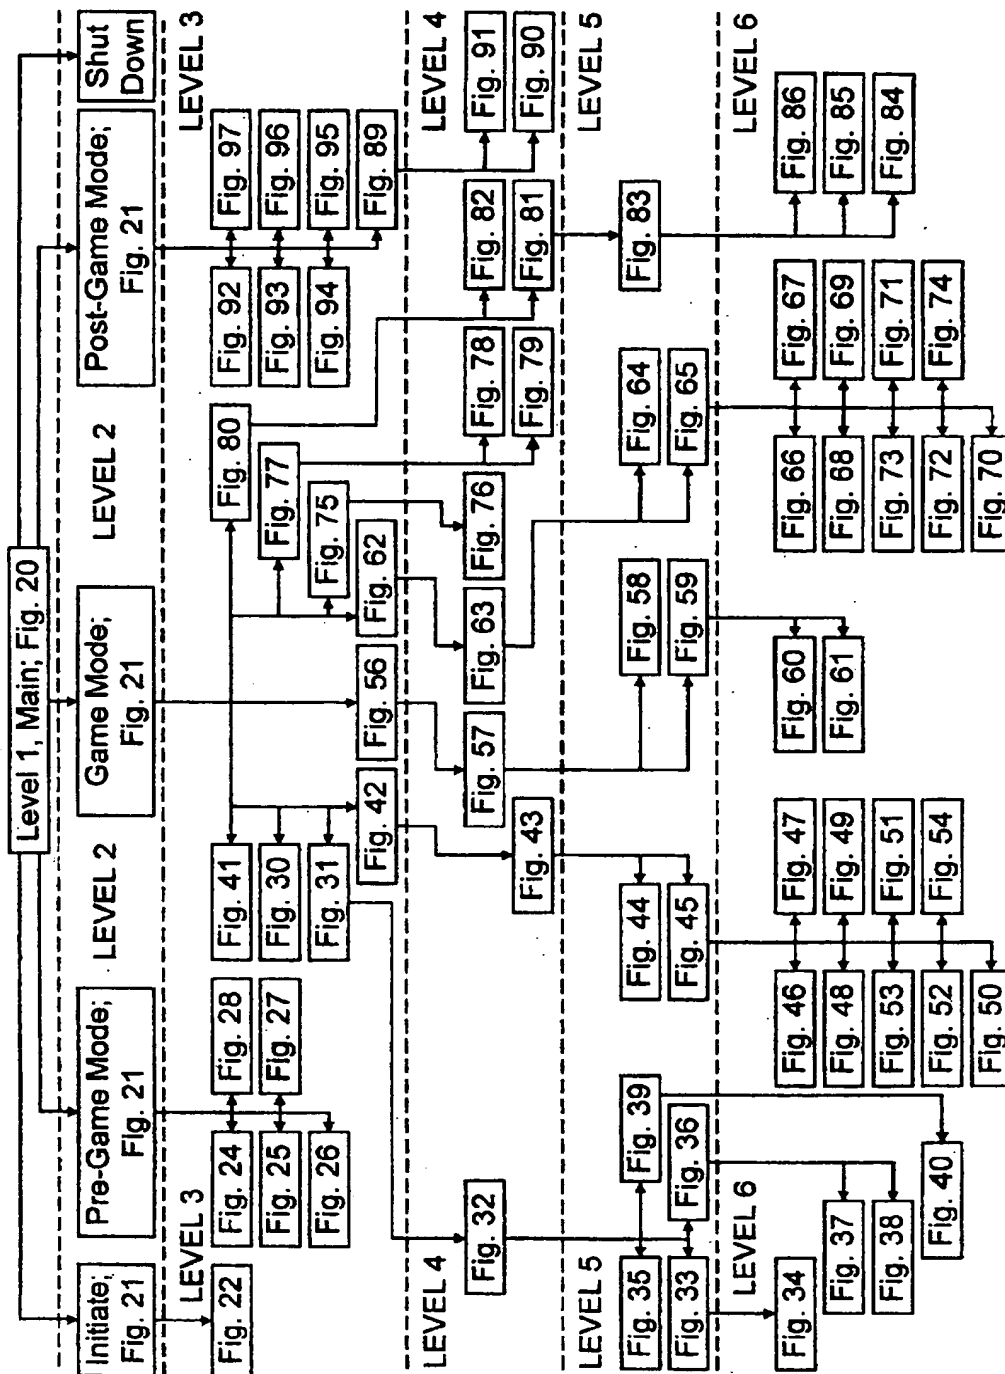 Level 1, Main; Fig. 20
Initiate;
Fig. 21
Pre-Game Mode;
Fig. 21
LEVEL 2
Game Mode;
Fig. 21
LEVEL 2
Post-Game Mode;
Fig. 21
Shut
Down
LEVEL 3
LEVEL 3
Fig. 22
Fig. 24
Fig. 28
Fig. 25
Fig. 27
Fig. 26
Fig. 41
Fig. 30
Fig. 31
Fig. 42
Fig. 56
Fig. 80
Fig. 77
Fig. 75
Fig. 62
Fig. 92
Fig. 97
Fig. 93
Fig. 96
Fig. 94
Fig. 95
Fig. 89
LEVEL 4
LEVEL 4
Fig. 32
Fig. 43
Fig. 57
Fig. 63
Fig. 76
Fig. 78
Fig. 79
Fig. 82
Fig. 81
Fig. 91
Fig. 90
LEVEL 5
LEVEL 5
Fig. 35
Fig. 39
Fig. 33
Fig. 36
Fig. 44
Fig. 45
Fig. 58
Fig. 59
Fig. 64
Fig. 65
Fig. 83
LEVEL 6
LEVEL 6
Fig. 34
Fig. 37
Fig. 38
Fig. 40
Fig. 46
Fig. 47
Fig. 48
Fig. 49
Fig. 53
Fig. 51
Fig. 52
Fig. 54
Fig. 50
Fig. 60
Fig. 61
Fig. 66
Fig. 67
Fig. 68
Fig. 69
Fig. 73
Fig. 71
Fig. 72
Fig. 74
Fig. 70
Fig. 86
Fig. 85
Fig. 84